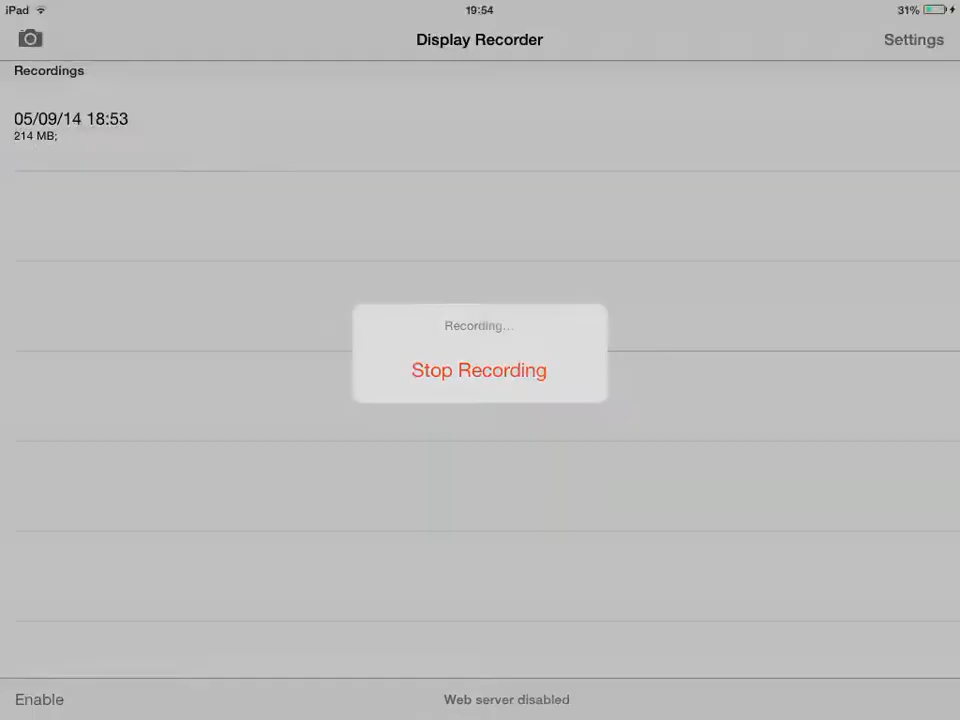 iPad 19:54 31%
Display Recorder Settings
Recordings
05/09/14 18:53
214 MB;
Recording...
Stop Recording
Enable Web server disabled